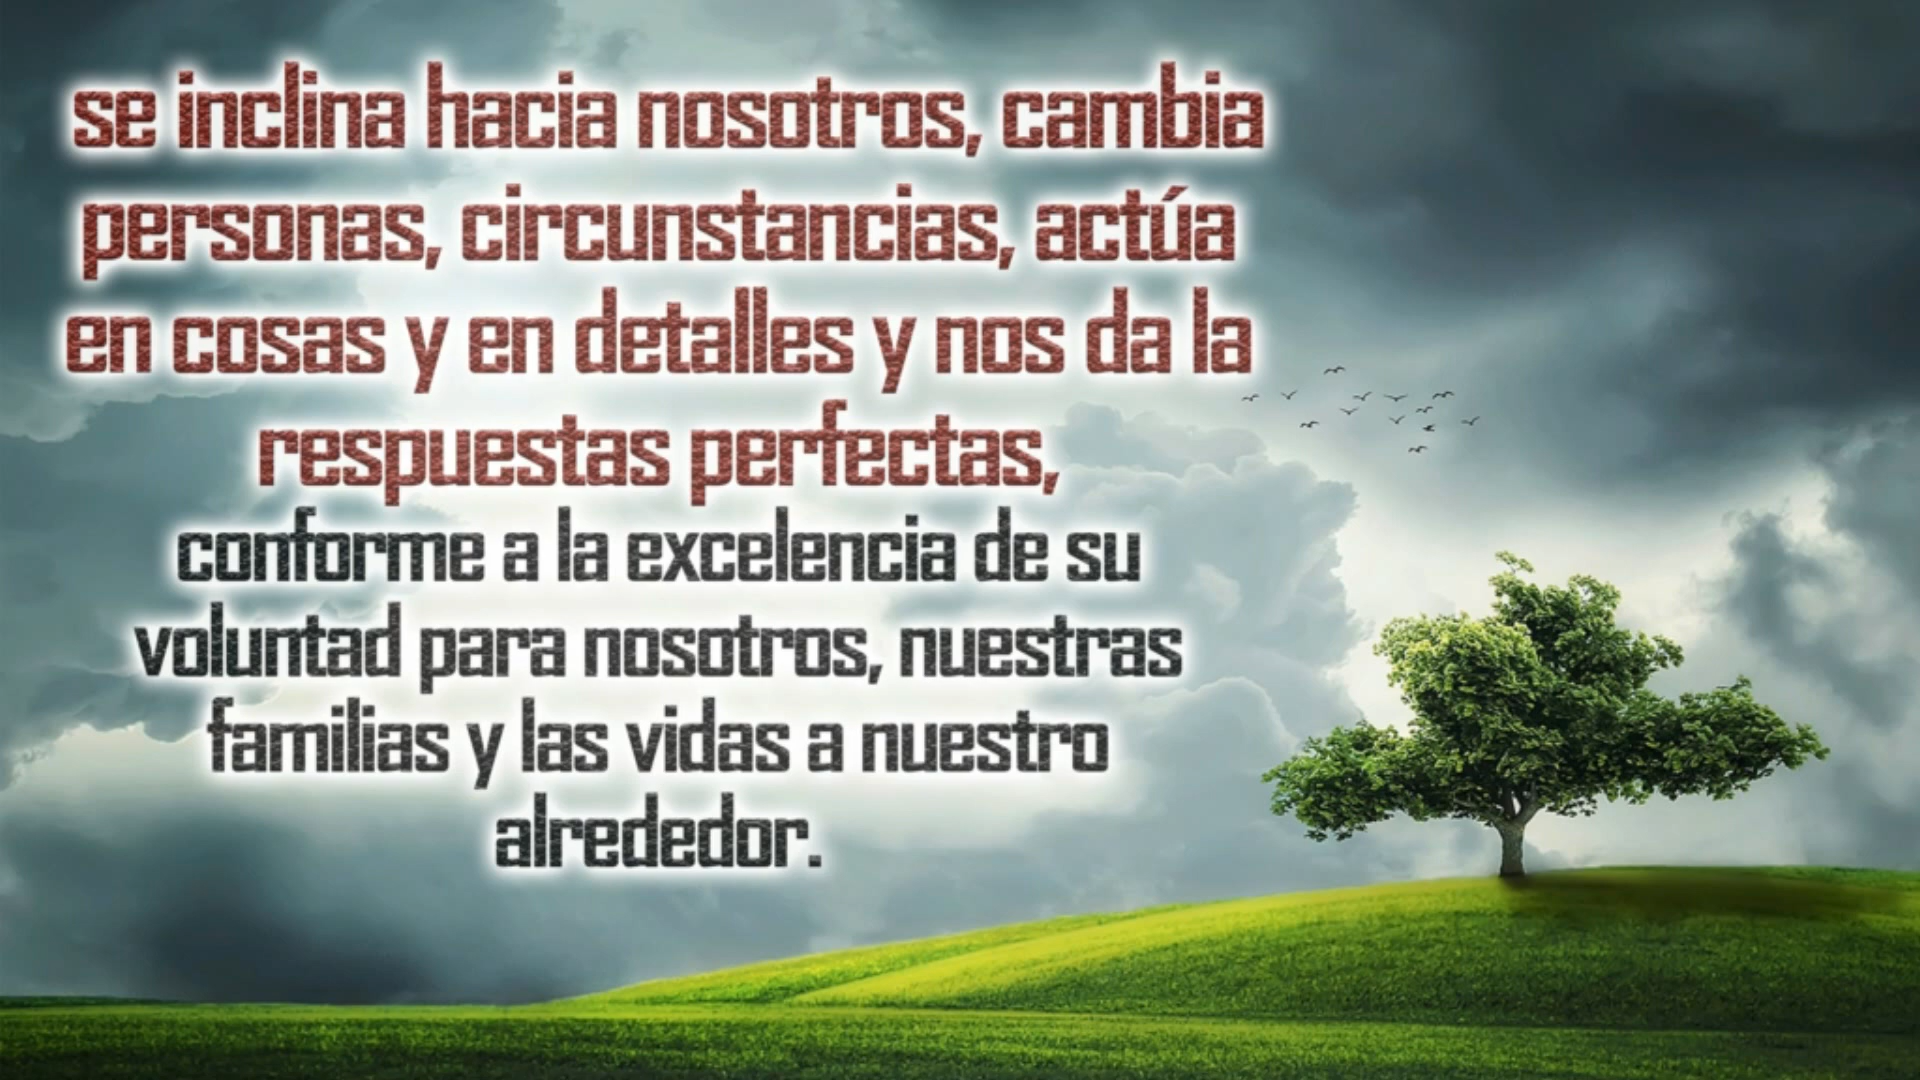 se inclina hacia nosotros, cambia
personas, circunstancias, actúa
en cosas y en detalles y nos da la
respuestas perfectas,
conforme a la excelencia de su
voluntad para nosotros, nuestras
familias y las vidas a nuestro
alrededor.